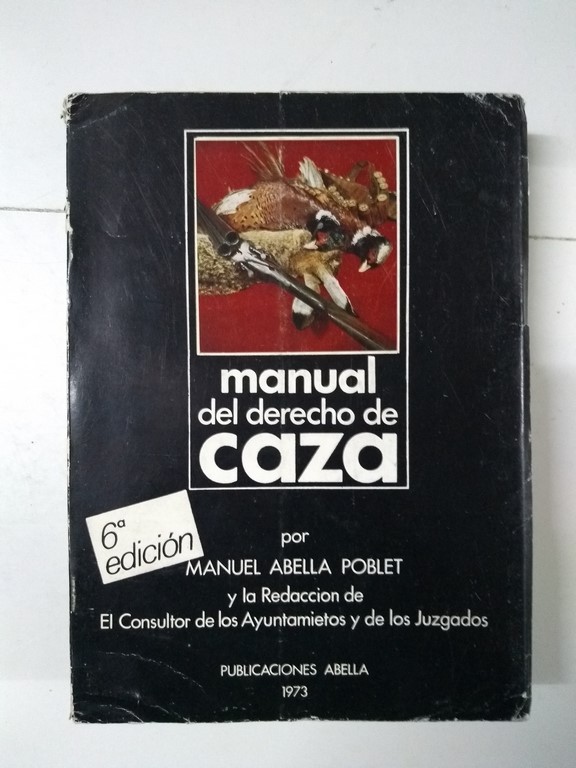 manual
del derecho de
caza
6ª
edición
por
MANUEL ABELLA POBLET
y la Redaccion de
El Consultor de los Ayuntamietos y de los Juzgados
PUBLICACIONES ABELLA
1973